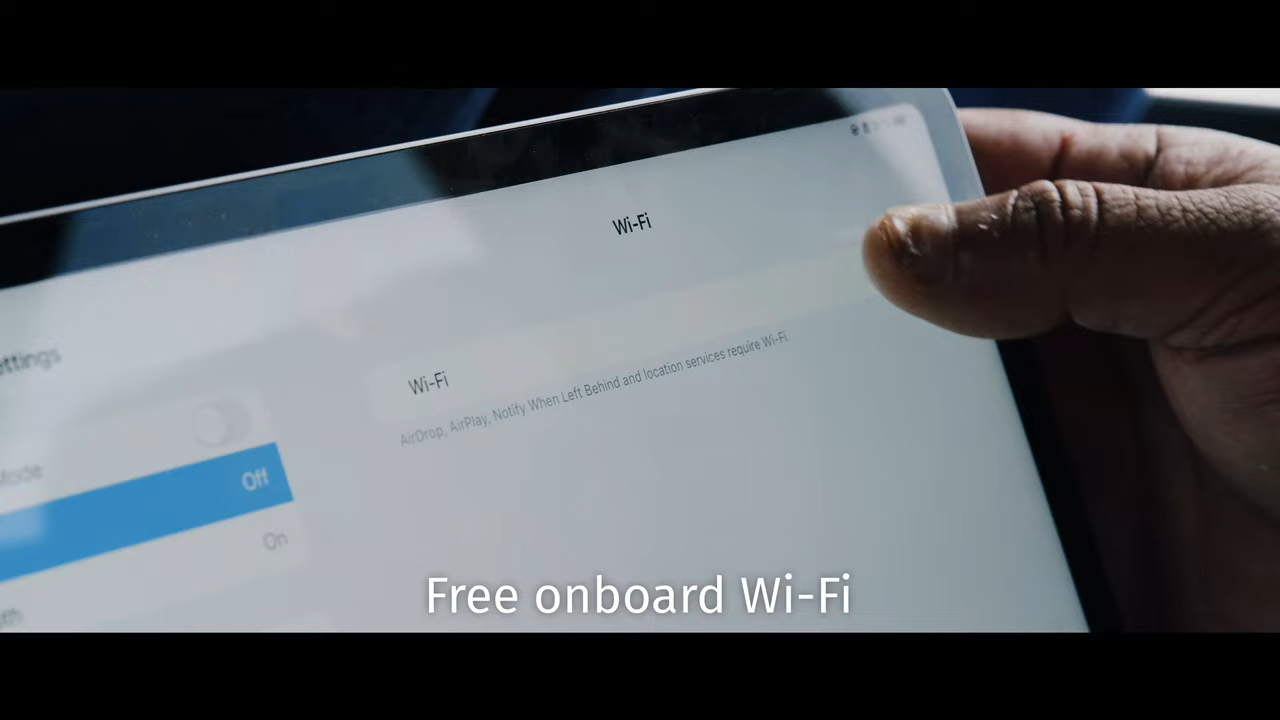 Wi-Fi
ettings
Wi-Fi
AirDrop, AirPlay, Notify When Left Behind and location services require Wi-Fi.
Mode
Off
On
th
Free onboard Wi-Fi